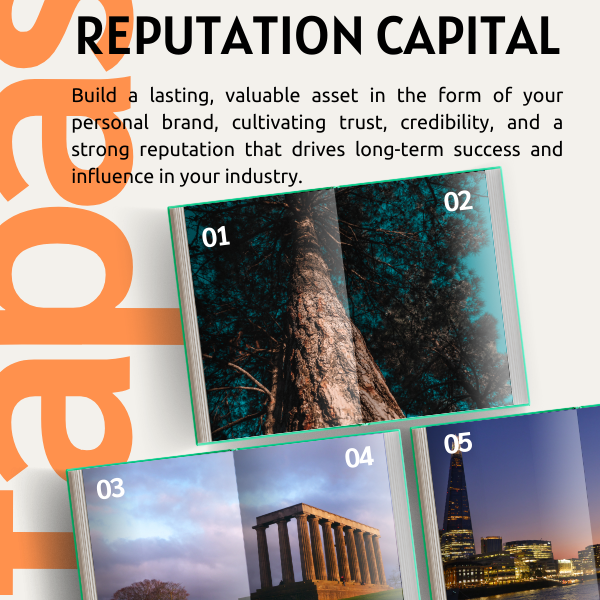 REPUTATION CAPITAL
Build a lasting, valuable asset in the form of your
personal brand, cultivating trust, credibility, and a
strong reputation that drives long-term success and
influence in your industry.
01
02
03
04
05
rapas